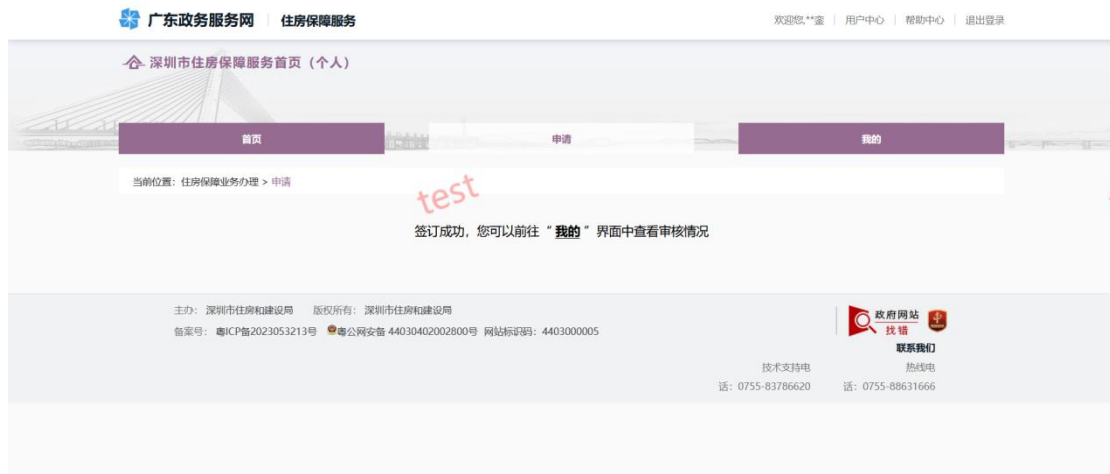 广东政务服务网 住房保障服务 欢迎您,**銮 用户中心 帮助中心 退出登录
深圳市住房保障服务首页（个人）
首页 申请 我的
当前位置：住房保障业务办理 > 申请
test
签订成功，您可以前往“我的”界面中查看审核情况
主办：深圳市住房和建设局 版权所有：深圳市住房和建设局
备案号：粤ICP备2023053213号 粤公网安备 44030402002800号 网站标识码：4403000005
政府网站
找错
联系我们
技术支持电 热线电
话：0755-83786620 话：0755-88631666